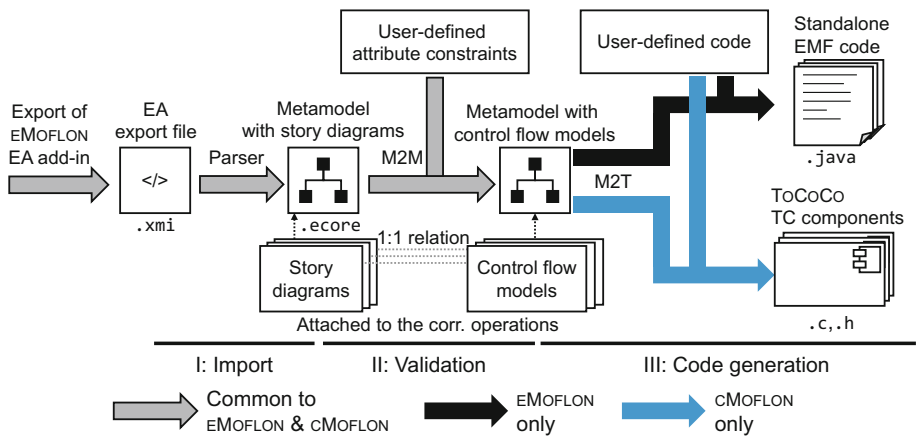 User-defined
attribute constraints
User-defined code
Standalone
EMF code
Export of
EMOFLON
EA add-in
EA
export file
</>
.xmi
Parser
Metamodel
with story diagrams
.ecore
M2M
Metamodel with
control flow models
M2T
.java
TOCOCO
TC components
.c,.h
1:1 relation
Story
diagrams
Control flow
models
Attached to the corr. operations
I: Import
II: Validation
III: Code generation
Common to
EMOFLON & CMOFLON
EMOFLON
only
CMOFLON
only